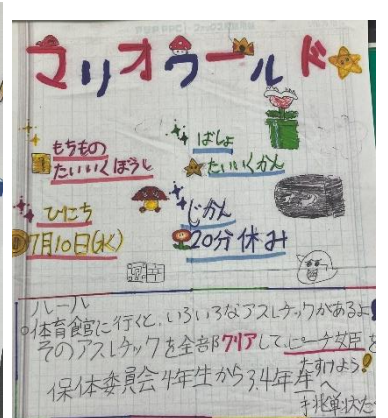 マリオワールド
もちもの
たいいくぼうし
ばしょ
たいいくかん
ひにち
7月10日(水)
じかん
20分休み
ルール
○体育館に行くと、いろいろなアスレチックがあるよ
そのアスレチックを全部クリアして、ピーチ姫を
たすけよう!
保体委員会4年生から3.4年生へ
挑戦状だ